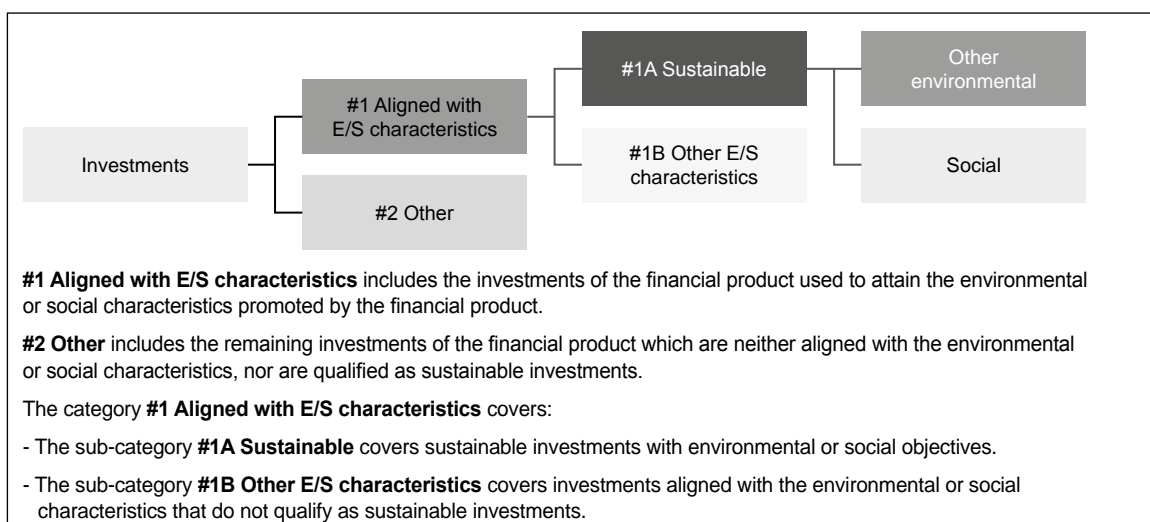 Investments
#1 Aligned with
E/S characteristics
#2 Other
#1A Sustainable
#1B Other E/S
characteristics
Other
environmental
Social
#1 Aligned with E/S characteristics includes the investments of the financial product used to attain the environmental
or social characteristics promoted by the financial product.
#2 Other includes the remaining investments of the financial product which are neither aligned with the environmental
or social characteristics, nor are qualified as sustainable investments.
The category #1 Aligned with E/S characteristics covers:
- The sub-category #1A Sustainable covers sustainable investments with environmental or social objectives.
- The sub-category #1B Other E/S characteristics covers investments aligned with the environmental or social
characteristics that do not qualify as sustainable investments.